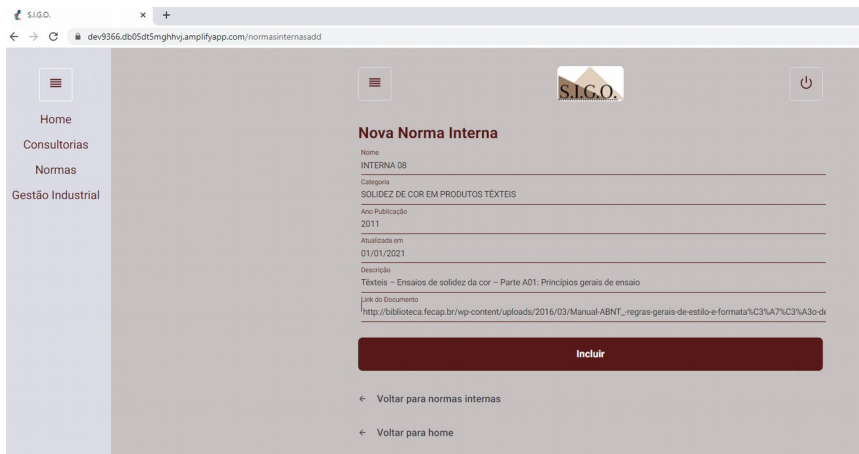 S.I.G.O.
dev9366.db05dt5mghhvj.amplifyapp.com/normasinternasadd
Home
Consultorias
Normas
Gestão Industrial
S.I.G.O.
Nova Norma Interna
Nome
INTERNA 08
Categoria
SOLIDEZ DE COR EM PRODUTOS TÊXTEIS
Ano Publicação
2011
Atualizada em
01/01/2021
Descrição
Têxteis – Ensaios de solidez da cor – Parte A01: Princípios gerais de ensaio
Link do Documento
http://biblioteca.fecap.br/wp-content/uploads/2016/03/Manual-ABNT_-regras-gerais-de-estilo-e-formata%C3%A7%C3%A3o-de
Incluir
← Voltar para normas internas
← Voltar para home